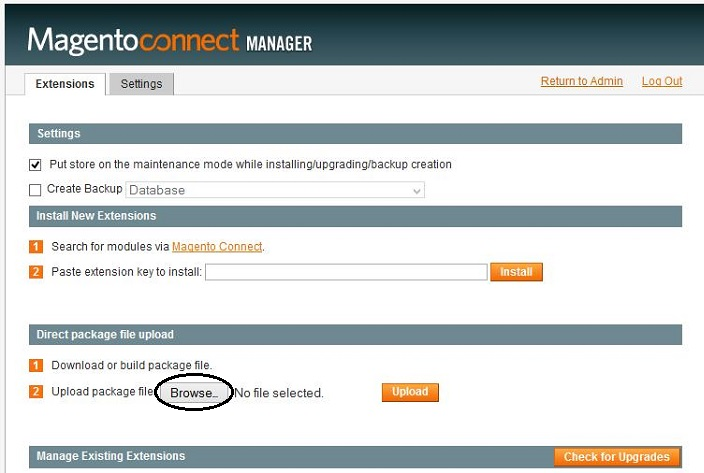 Magentoconnect MANAGER
Extensions Settings Return to Admin Log Out
Settings
Put store on the maintenance mode while installing/upgrading/backup creation
Create Backup Database
Install New Extensions
1 Search for modules via Magento Connect.
2 Paste extension key to install: Install
Direct package file upload
1 Download or build package file.
2 Upload package file: Browse... No file selected. Upload
Manage Existing Extensions Check for Upgrades